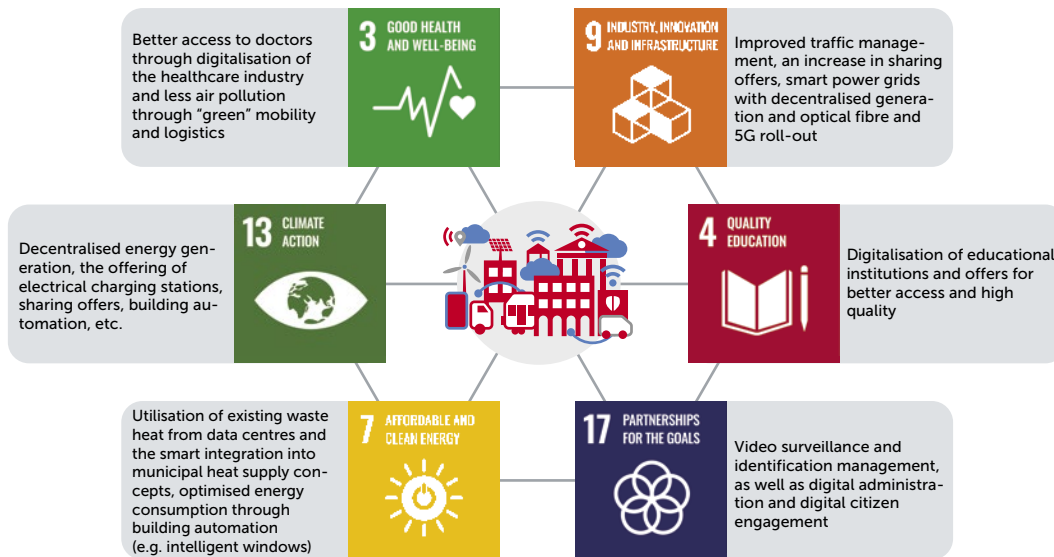 Better access to doctors
through digitalisation of
the healthcare industry
and less air pollution
through “green” mobility
and logistics
3 GOOD HEALTH
AND WELL-BEING
9 INDUSTRY, INNOVATION
AND INFRASTRUCTURE
Improved traffic manage-
ment, an increase in sharing
offers, smart power grids
with decentralised genera-
tion and optical fibre and
5G roll-out
Decentralised energy gen-
eration, the offering of
electrical charging stations,
sharing offers, building au-
tomation, etc.
13 CLIMATE
ACTION
4 QUALITY
EDUCATION
Digitalisation of educational
institutions and offers for
better access and high
quality
Utilisation of existing waste
heat from data centres and
the smart integration into
municipal heat supply con-
cepts, optimised energy
consumption through
building automation
(e.g. intelligent windows)
7 AFFORDABLE AND
CLEAN ENERGY
17 PARTNERSHIPS
FOR THE GOALS
Video surveillance and
identification management,
as well as digital administra-
tion and digital citizen
engagement